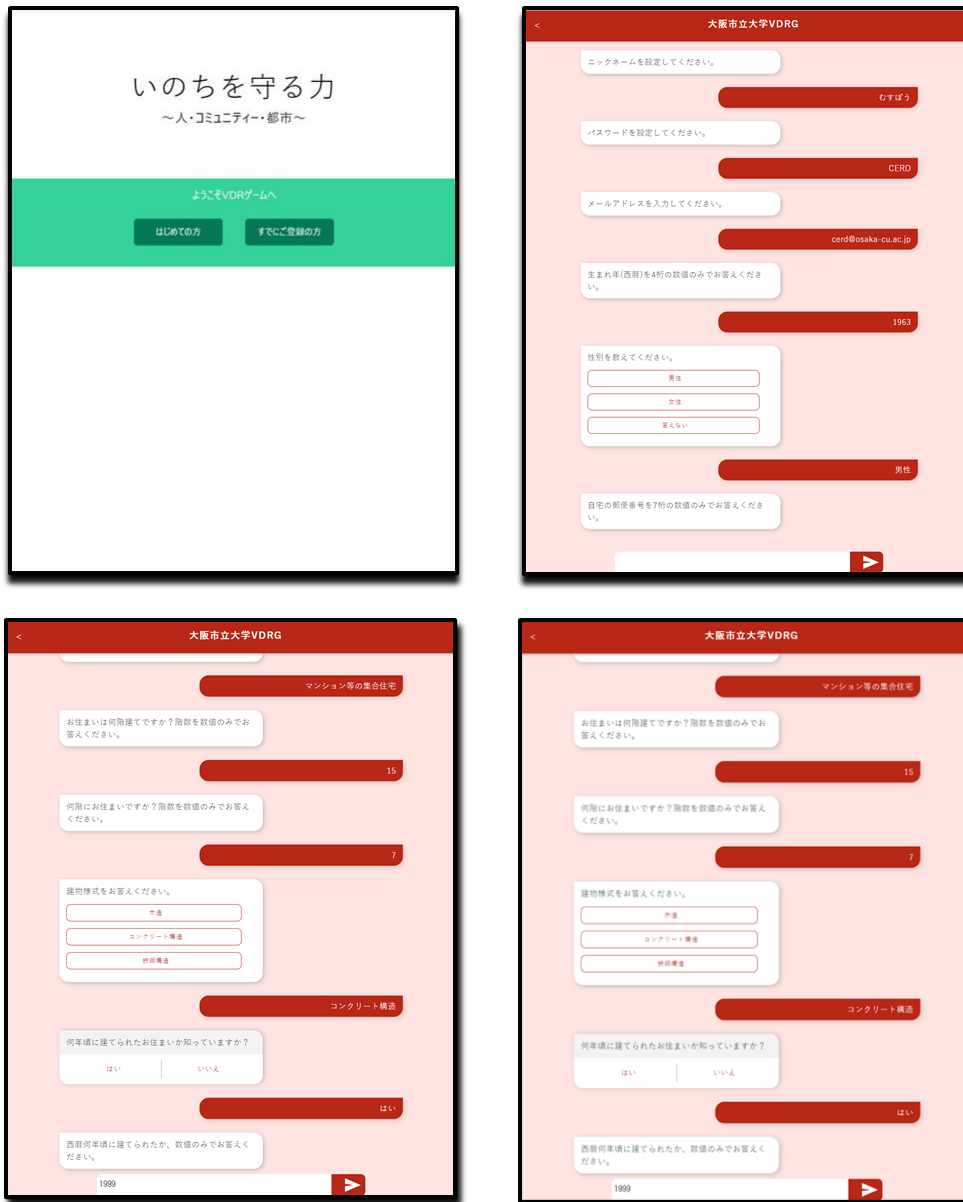 いのちを守る力
～人・コミュニティー・都市～
ようこそVDRゲームへ
はじめての方
すでにご登録の方
<
大阪市立大学VDRG
ニックネームを設定してください。
むすぼう
パスワードを設定してください。
CERD
メールアドレスを入力してください。
cerd@osaka-cu.ac.jp
生まれ年(西暦)を4桁の数値のみでお答えくださ
い。
1963
性別を教えてください。
男性
女性
答えない
男性
自宅の郵便番号を7桁の数値のみでお答えくださ
い。
<
大阪市立大学VDRG
マンション等の集合住宅
お住まいは何階建てですか？階数を数値のみでお
答えください。
15
何階にお住まいですか？階数を数値のみでお答え
ください。
7
建物様式をお答えください。
木造
コンクリート構造
鉄鋼構造
コンクリート構造
何年頃に建てられたお住まいか知っていますか？
はい
いいえ
はい
西暦何年頃に建てられたか、数値のみでお答えく
ださい。
1999
<
大阪市立大学VDRG
マンション等の集合住宅
お住まいは何階建てですか？階数を数値のみでお
答えください。
15
何階にお住まいですか？階数を数値のみでお答え
ください。
7
建物様式をお答えください。
木造
コンクリート構造
鉄鋼構造
コンクリート構造
何年頃に建てられたお住まいか知っていますか？
はい
いいえ
はい
西暦何年頃に建てられたか、数値のみでお答えく
ださい。
1999